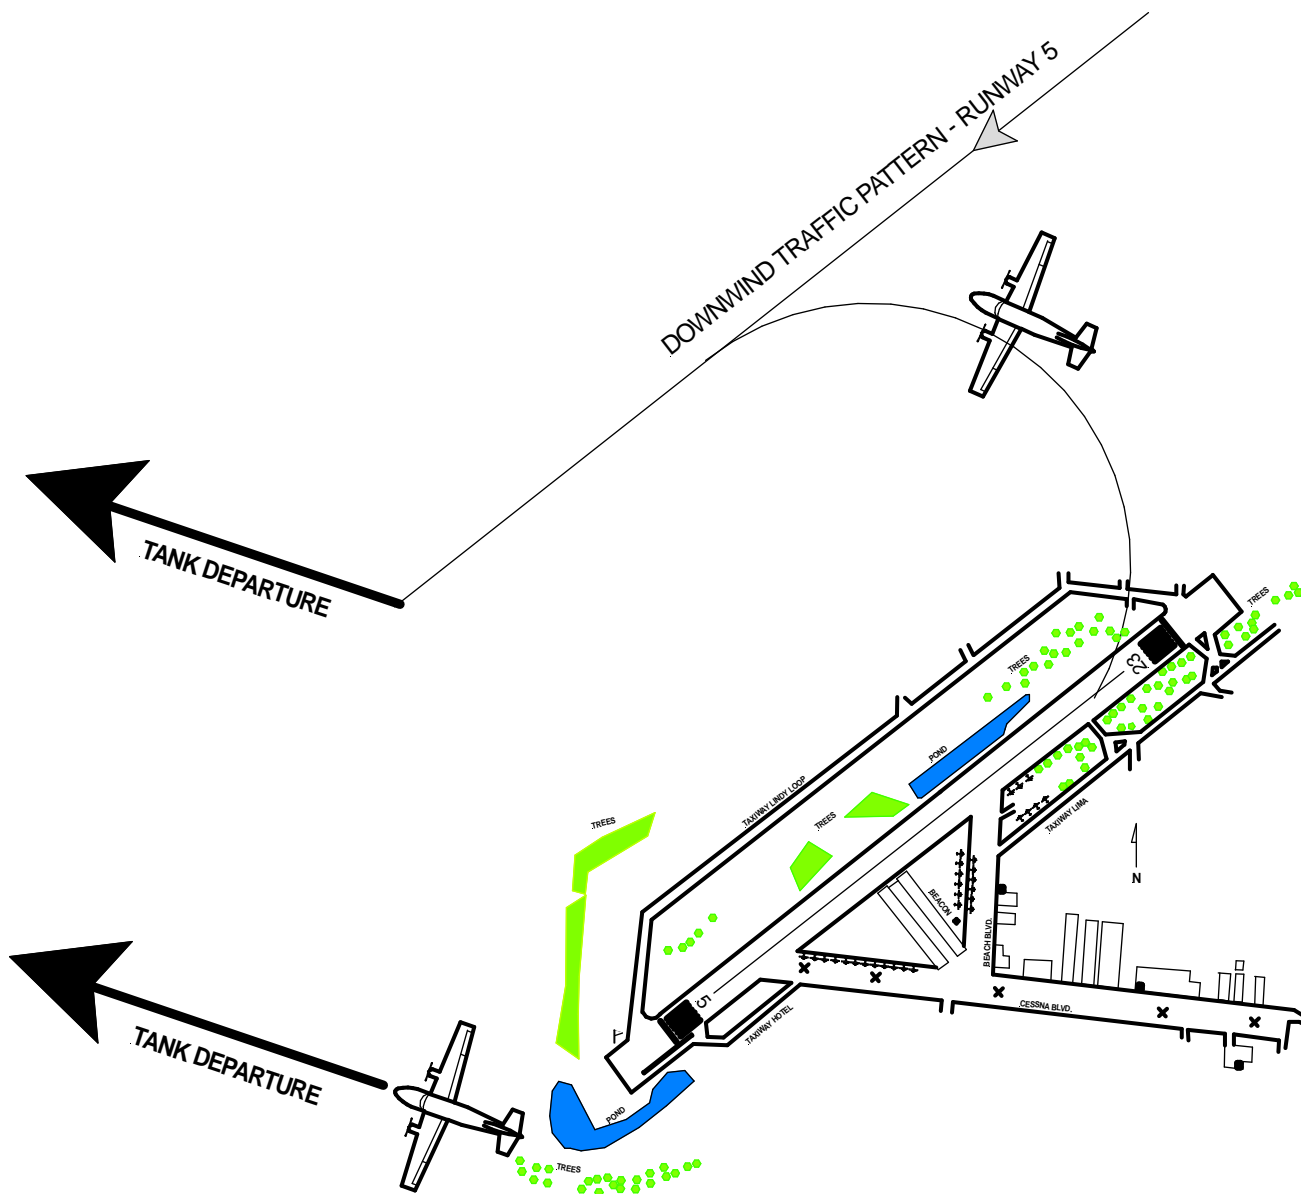 DOWNWIND TRAFFIC PATTERN - RUNWAY 5
TANK DEPARTURE
TREES
23
TREES
POND
TAXIWAY LINDY LOOP
TREES
TREES
TAXIWAY LIMA
N
BEACON
BEACH BLVD.
5
A
TAXIWAY HOTEL
CESSNA BLVD.
TANK DEPARTURE
POND
TREES